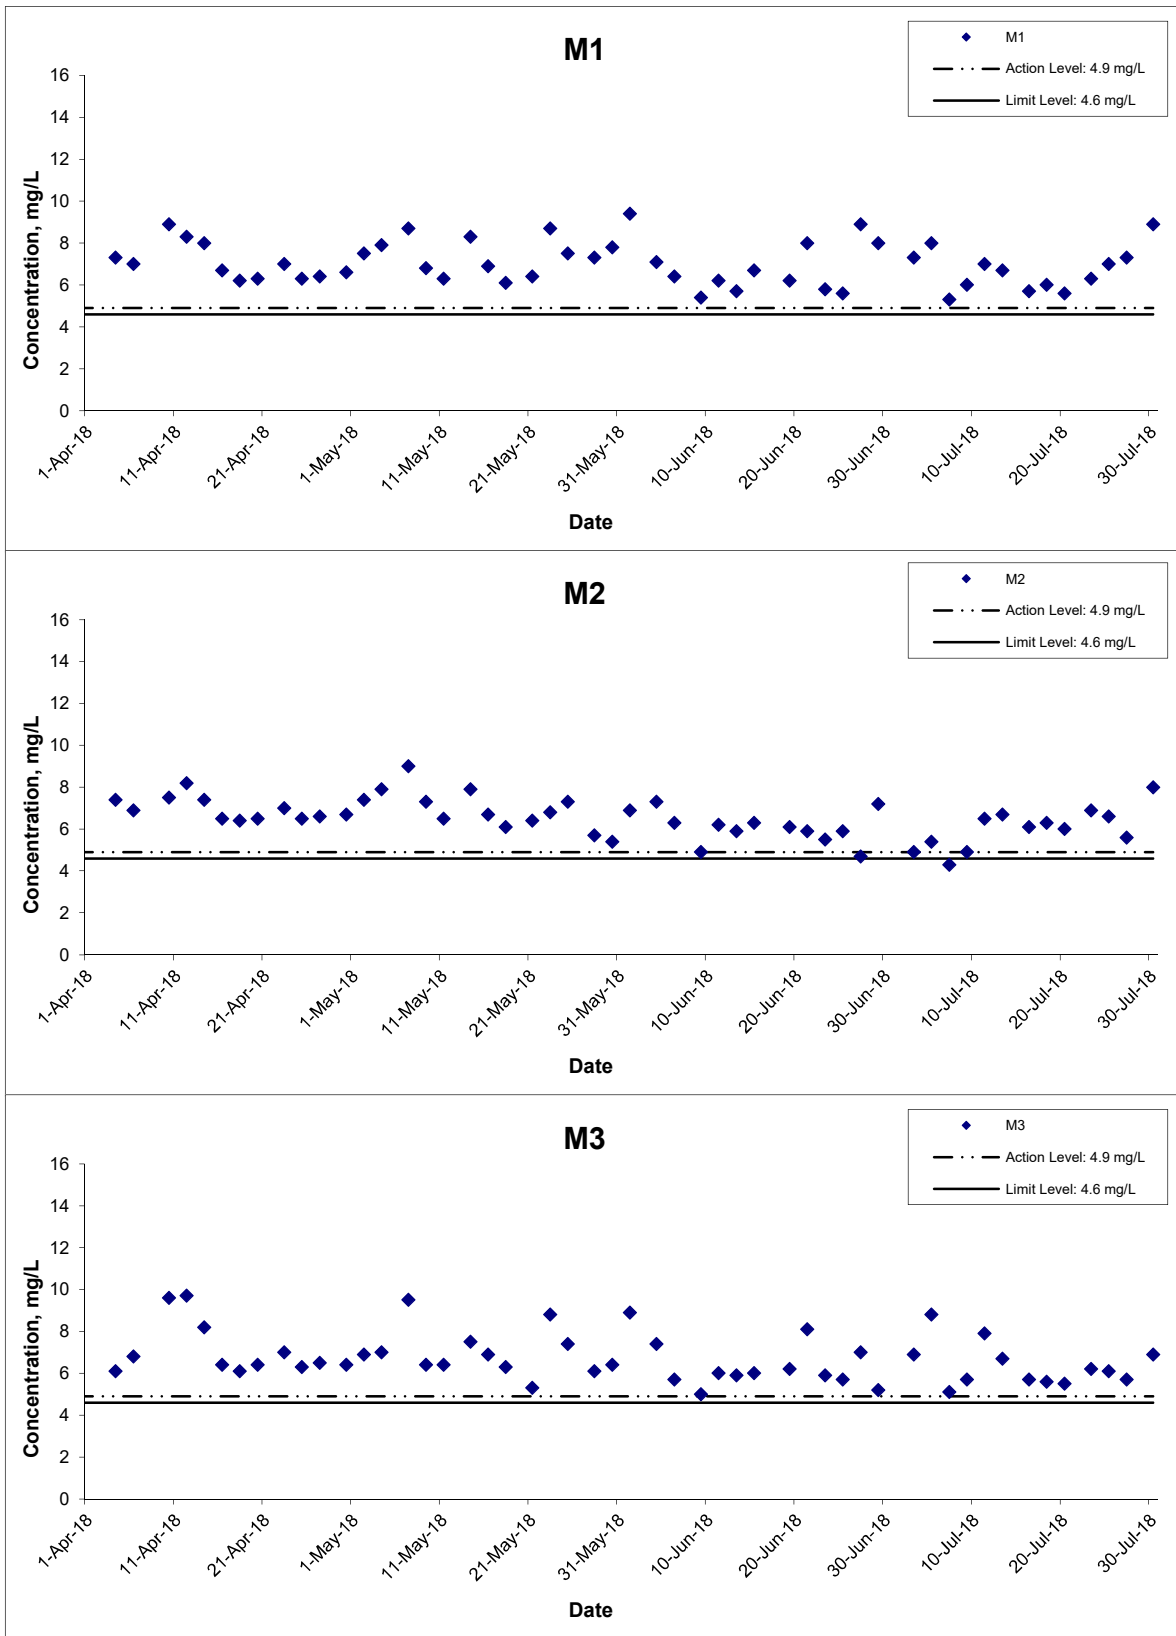 M1
M1
Action Level: 4.9 mg/L
Limit Level: 4.6 mg/L
Concentration, mg/L
16
14
12
10
8
6
4
2
0
1-Apr-18
11-Apr-18
21-Apr-18
1-May-18
11-May-18
21-May-18
31-May-18
10-Jun-18
20-Jun-18
30-Jun-18
10-Jul-18
20-Jul-18
30-Jul-18
Date
M2
M2
Action Level: 4.9 mg/L
Limit Level: 4.6 mg/L
Concentration, mg/L
16
14
12
10
8
6
4
2
0
1-Apr-18
11-Apr-18
21-Apr-18
1-May-18
11-May-18
21-May-18
31-May-18
10-Jun-18
20-Jun-18
30-Jun-18
10-Jul-18
20-Jul-18
30-Jul-18
Date
M3
M3
Action Level: 4.9 mg/L
Limit Level: 4.6 mg/L
Concentration, mg/L
16
14
12
10
8
6
4
2
0
1-Apr-18
11-Apr-18
21-Apr-18
1-May-18
11-May-18
21-May-18
31-May-18
10-Jun-18
20-Jun-18
30-Jun-18
10-Jul-18
20-Jul-18
30-Jul-18
Date